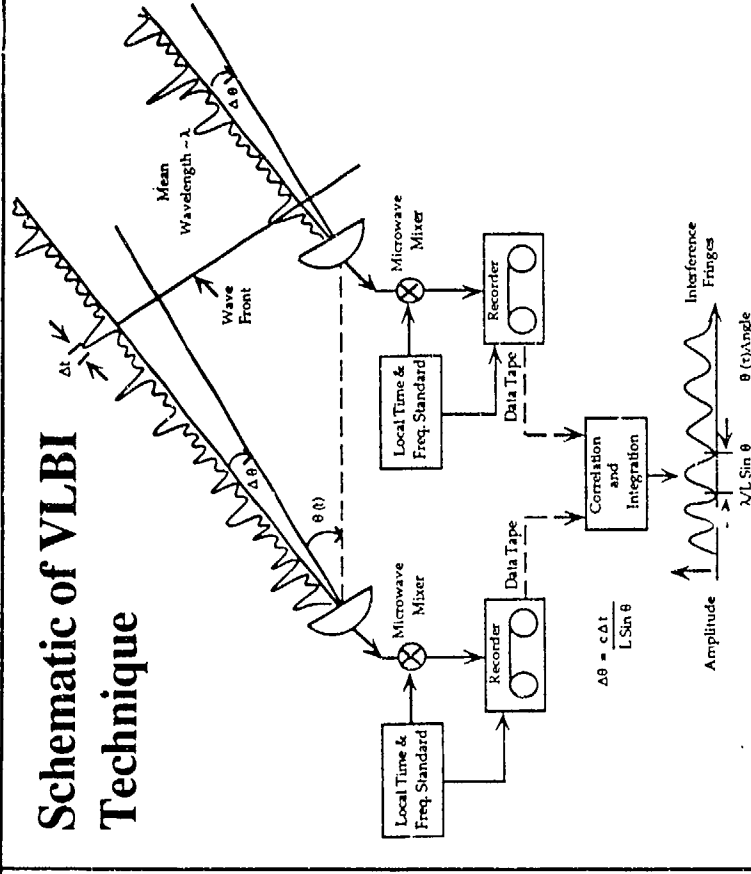 Schematic of VLBI
Technique
Δt
Mean
Wavelength ~ λ
Δθ
Wave
Front
Δθ
θ (t)
Microwave
Mixer
Microwave
Mixer
Local Time &
Freq. Standard
Local Time &
Freq. Standard
Recorder
Recorder
Data Tape
Data Tape
Correlation
and
Integration
Δθ = c Δt
L Sin θ
Amplitude
Interference
Fringes
λ/L Sin θ
θ (τ)Angle